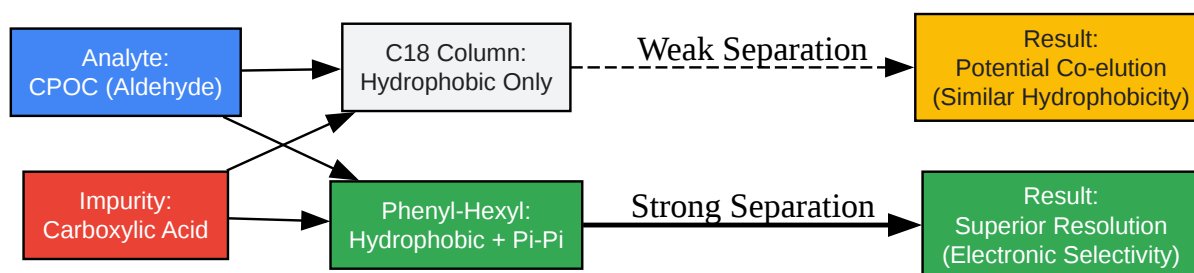 Analyte:
CPOC (Aldehyde)
C18 Column:
Hydrophobic Only
Weak Separation
Result:
Potential Co-elution
(Similar Hydrophobicity)
Impurity:
Carboxylic Acid
Phenyl-Hexyl:
Hydrophobic + Pi-Pi
Strong Separation
Result:
Superior Resolution
(Electronic Selectivity)